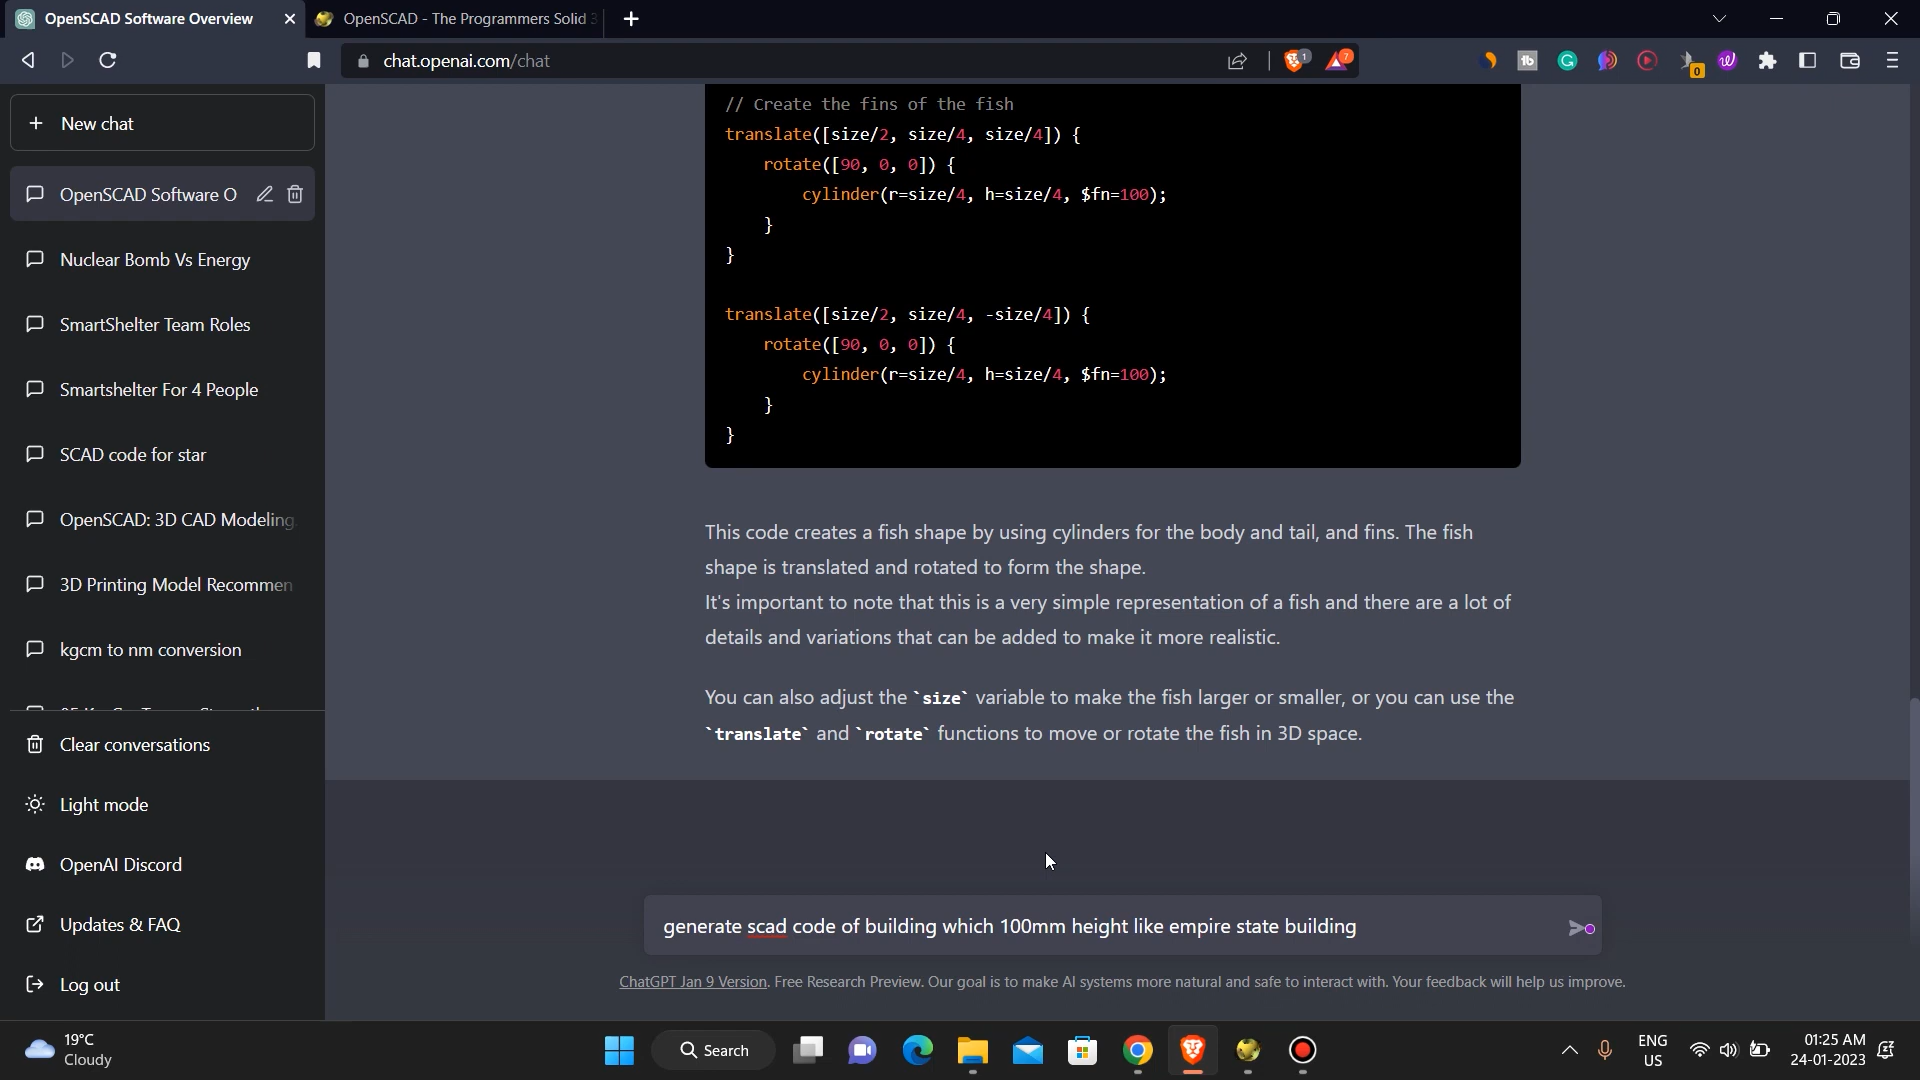 OpenSCAD Software Overview
OpenSCAD - The Programmers Solid 3
chat.openai.com/chat
1
7
tb
0
New chat
OpenSCAD Software O
Nuclear Bomb Vs Energy
SmartShelter Team Roles
Smartshelter For 4 People
SCAD code for star
OpenSCAD: 3D CAD Modeling
3D Printing Model Recommen
kgcm to nm conversion
Clear conversations
Light mode
OpenAI Discord
Updates & FAQ
Log out
// Create the fins of the fish
translate([size/2, size/4, size/4]) {
rotate([90, 0, 0]) {
cylinder(r=size/4, h=size/4, $fn=100);
}
}
translate([size/2, size/4, -size/4]) {
rotate([90, 0, 0]) {
cylinder(r=size/4, h=size/4, $fn=100);
}
}
This code creates a fish shape by using cylinders for the body and tail, and fins. The fish
shape is translated and rotated to form the shape.
It's important to note that this is a very simple representation of a fish and there are a lot of
details and variations that can be added to make it more realistic.
You can also adjust the `size` variable to make the fish larger or smaller, or you can use the
`translate` and `rotate` functions to move or rotate the fish in 3D space.
generate scad code of building which 100mm height like empire state building
ChatGPT Jan 9 Version. Free Research Preview. Our goal is to make AI systems more natural and safe to interact with. Your feedback will help us improve.
19°C
Cloudy
Search
ENG
US
01:25 AM
24-01-2023